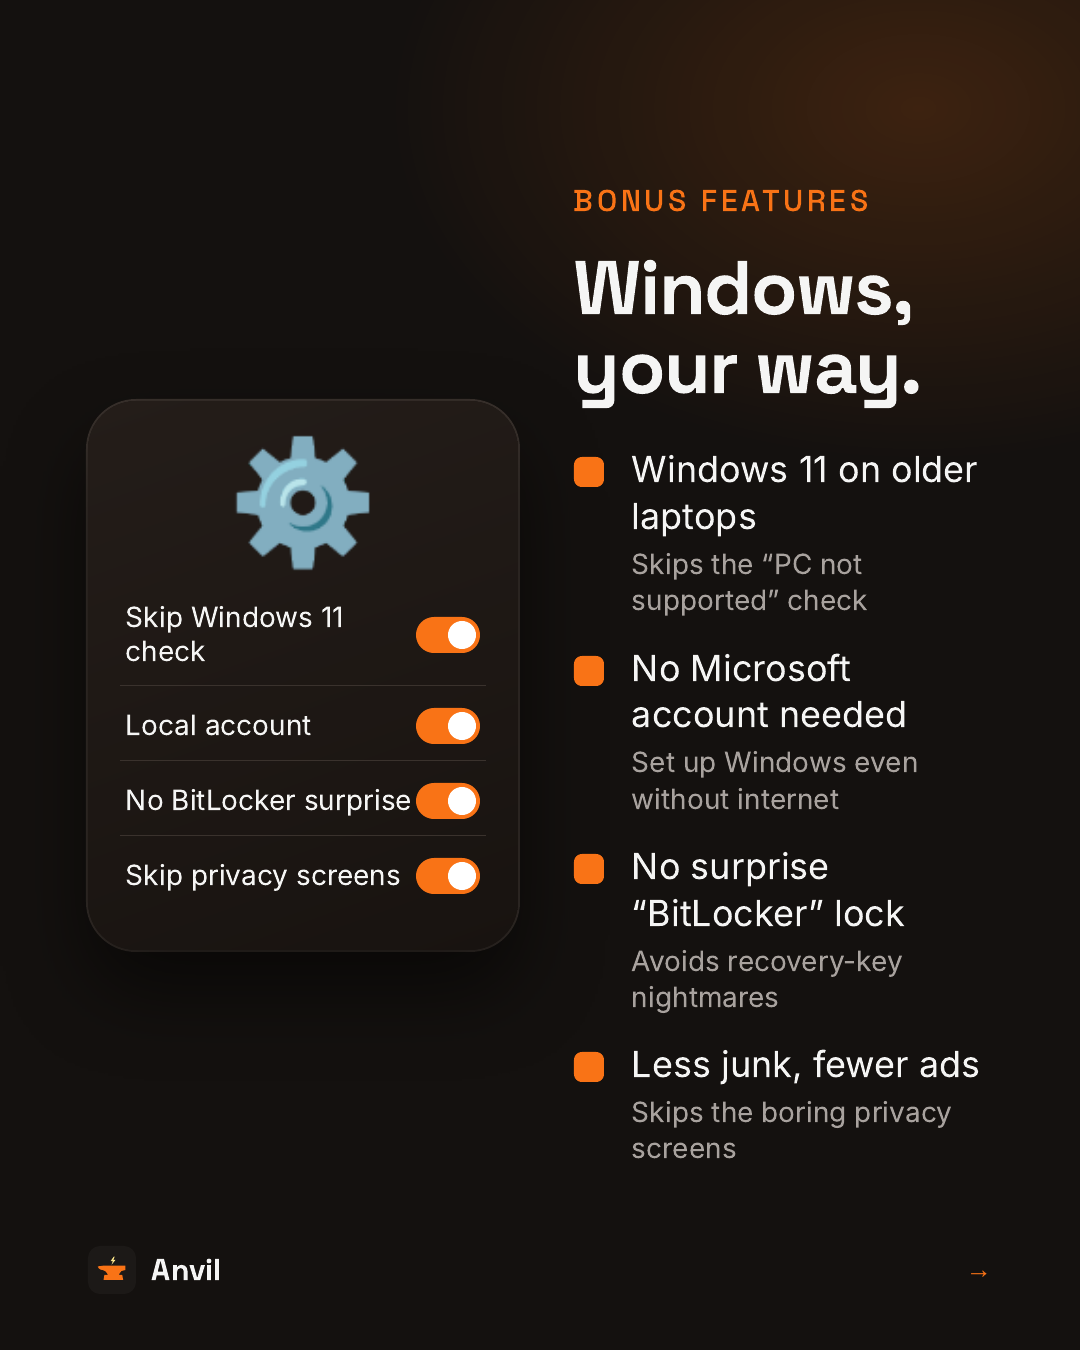 BONUS FEATURES
Windows,
your way.
Skip Windows 11
check
Local account
No BitLocker surprise
Skip privacy screens
Windows 11 on older
laptops
Skips the “PC not
supported” check
No Microsoft
account needed
Set up Windows even
without internet
No surprise
“BitLocker” lock
Avoids recovery-key
nightmares
Less junk, fewer ads
Skips the boring privacy
screens
Anvil
→